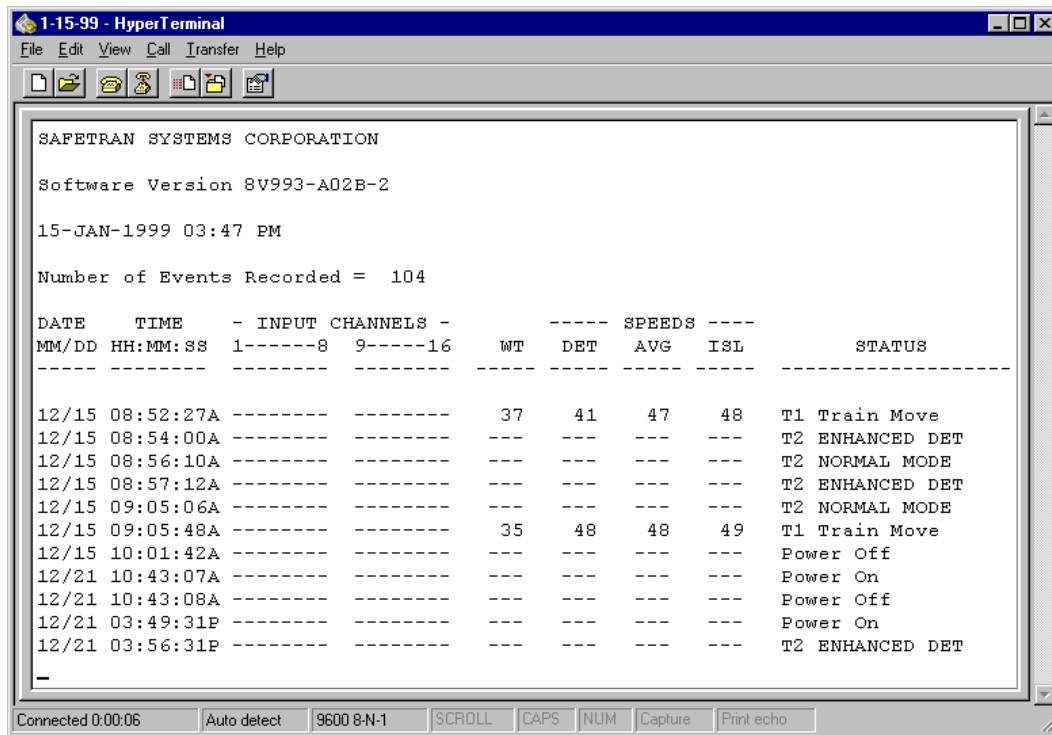 1-15-99 - HyperTerminal
File Edit View Call Transfer Help
SAFETRAN SYSTEMS CORPORATION
Software Version 8V993-A02B-2
15-JAN-1999 03:47 PM
Number of Events Recorded =  104
DATE     TIME     - INPUT CHANNELS -          ----- SPEEDS ----
MM/DD HH:MM:SS  1------8   9-----16     WT    DET    AVG   ISL          STATUS
----- --------  --------   --------   ----- ----- ----- -----   -------------------
12/15 08:52:27A --------   --------     37     41     47     48    T1 Train Move
12/15 08:54:00A --------   --------    ---    ---    ---    ---    T2 ENHANCED DET
12/15 08:56:10A --------   --------    ---    ---    ---    ---    T2 NORMAL MODE
12/15 08:57:12A --------   --------    ---    ---    ---    ---    T2 ENHANCED DET
12/15 09:05:06A --------   --------    ---    ---    ---    ---    T2 NORMAL MODE
12/15 09:05:48A --------   --------     35     48     48     49    T1 Train Move
12/15 10:01:42A --------   --------    ---    ---    ---    ---    Power Off
12/21 10:43:07A --------   --------    ---    ---    ---    ---    Power On
12/21 10:43:08A --------   --------    ---    ---    ---    ---    Power Off
12/21 03:49:31P --------   --------    ---    ---    ---    ---    Power On
12/21 03:56:31P --------   --------    ---    ---    ---    ---    T2 ENHANCED DET
Connected 0:00:06 Auto detect 9600 8-N-1 SCROLL CAPS NUM Capture Print echo